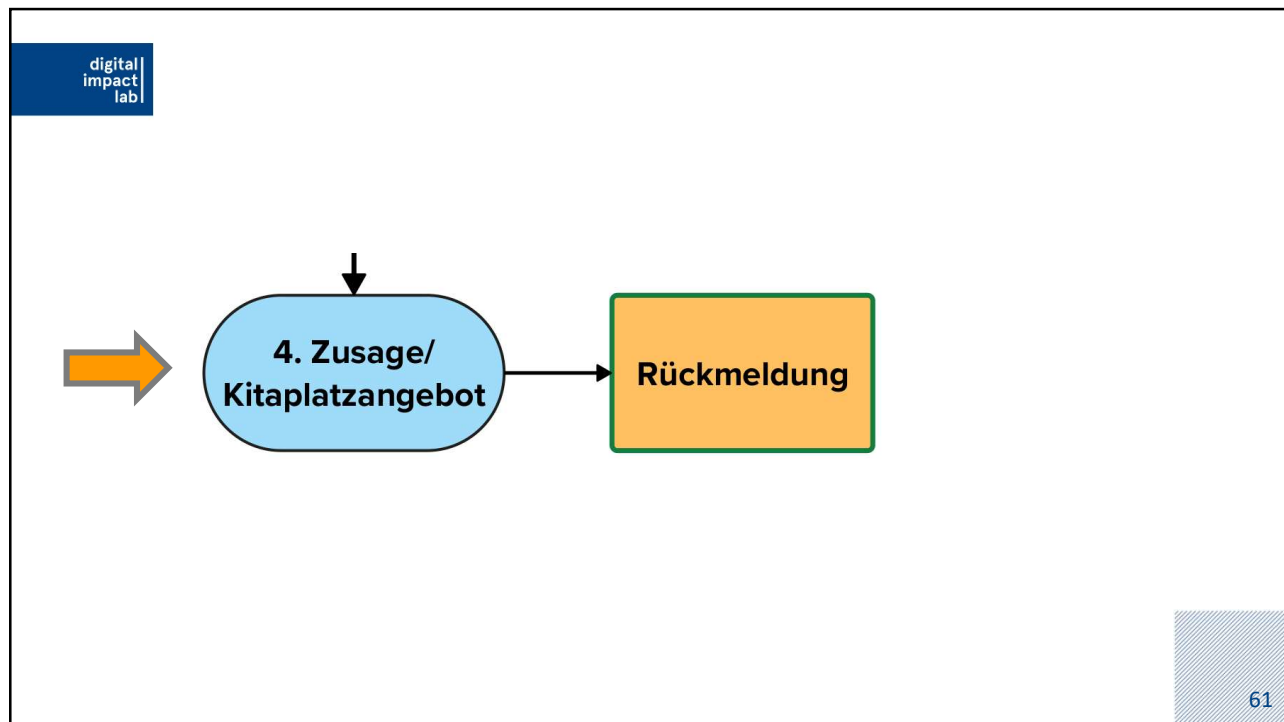 digital
impact
lab
4. Zusage/
Kitaplatzangebot
Rückmeldung
61